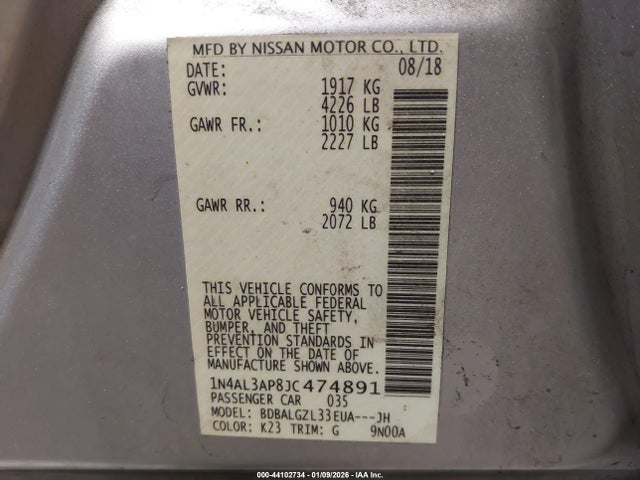 MFD BY NISSAN MOTOR CO., LTD.
DATE: 08/18
GVWR: 1917 KG
4226 LB
GAWR FR.: 1010 KG
2227 LB
GAWR RR.: 940 KG
2072 LB
THIS VEHICLE CONFORMS TO
ALL APPLICABLE FEDERAL
MOTOR VEHICLE SAFETY,
BUMPER, AND THEFT
PREVENTION STANDARDS IN
EFFECT ON THE DATE OF
MANUFACTURE SHOWN ABOVE.
1N4AL3AP8JC474891
PASSENGER CAR 035
MODEL: BDBALGZL33EUA---JH
COLOR: K23 TRIM: G 9N00A
000-44102734 | 01/09/2026 - IAAI.COM